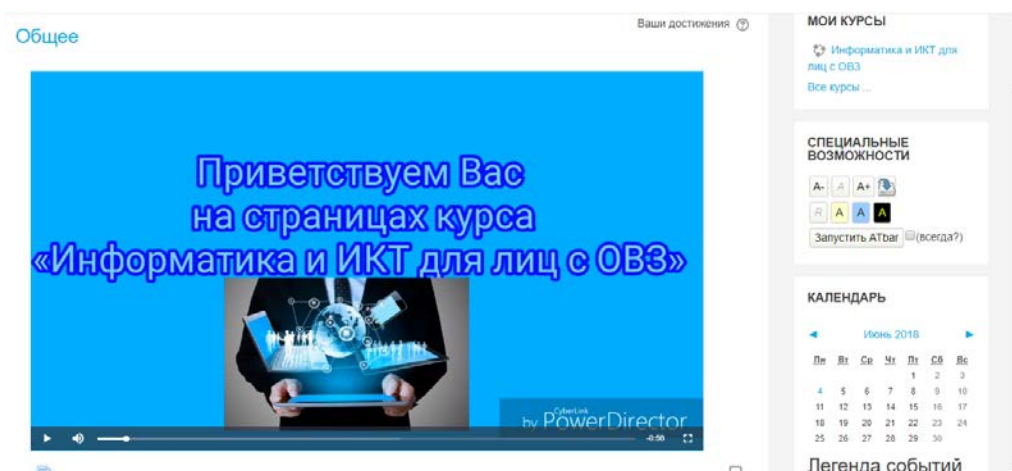 Общее
Ваши достижения
Приветствуем Вас
на страницах курса
«Информатика и ИКТ для лиц с ОВЗ»
CyberLink
by PowerDirector
-0:56
МОИ КУРСЫ
Информатика и ИКТ для
лиц с ОВЗ
Все курсы ...
СПЕЦИАЛЬНЫЕ
ВОЗМОЖНОСТИ
A- A A+
R A A A
Запустить ATbar (всегда?)
КАЛЕНДАРЬ
◄ Июнь 2018 ►
Пн Вт Ср Чт Пт Сб Вс
1 2 3
4 5 6 7 8 9 10
11 12 13 14 15 16 17
18 19 20 21 22 23 24
25 26 27 28 29 30
Легенда событий